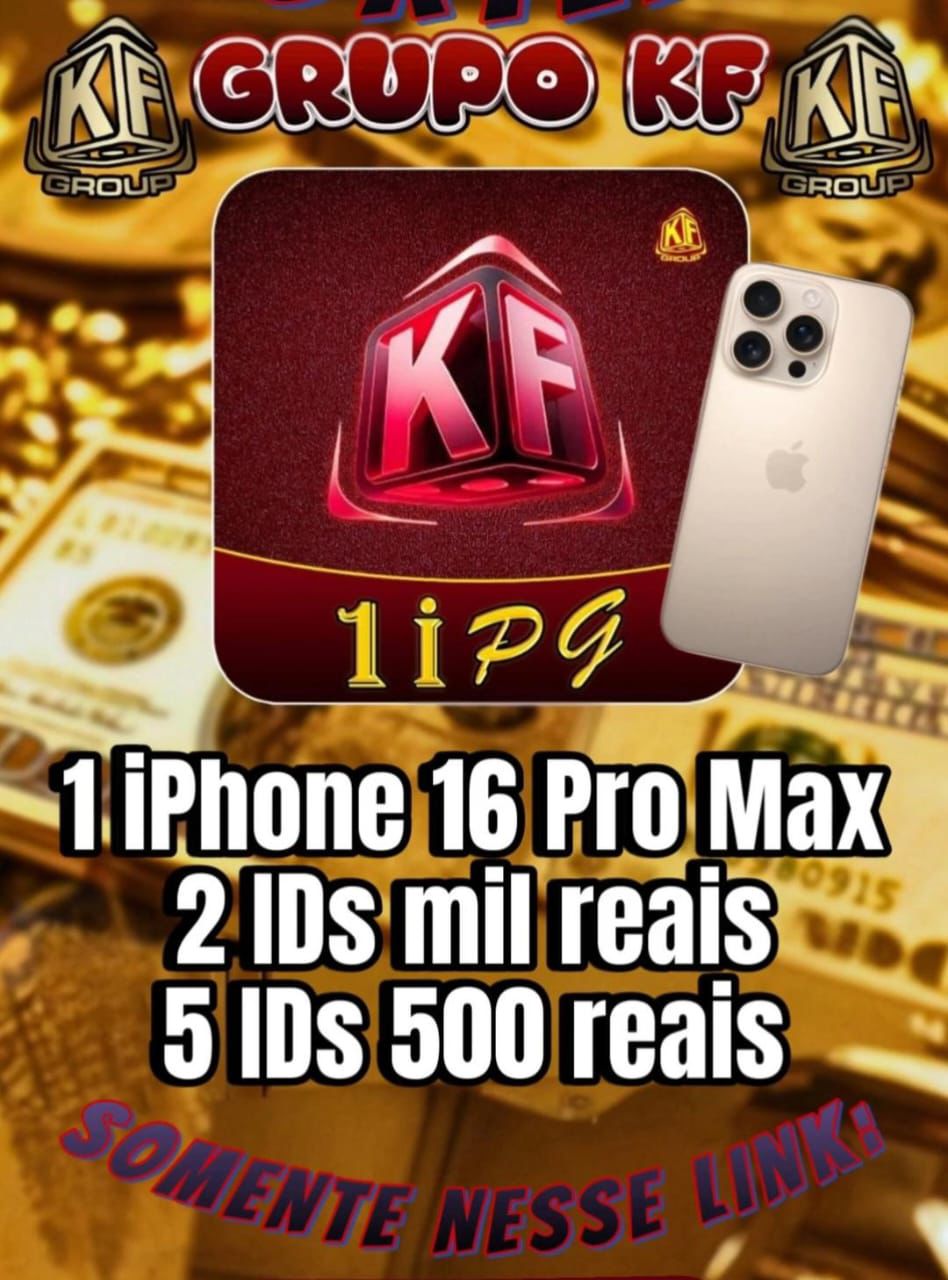 GRUPO KF
KF
GROUP
KF
GROUP
KF
GROUP
KF
1iPG
1 iPhone 16 Pro Max
2 IDs mil reais
5 IDs 500 reais
SOMENTE NESSE LINK: